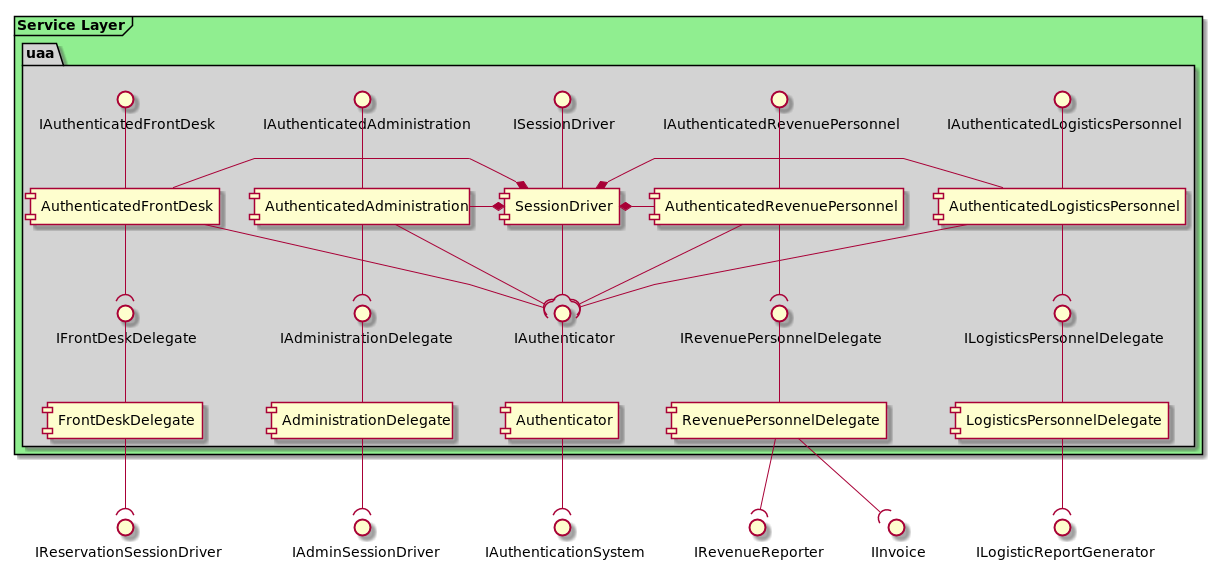 Service Layer
uaa
IAuthenticatedFrontDesk
IAuthenticatedAdministration
ISessionDriver
IAuthenticatedRevenuePersonnel
IAuthenticatedLogisticsPersonnel
AuthenticatedFrontDesk
AuthenticatedAdministration
SessionDriver
AuthenticatedRevenuePersonnel
AuthenticatedLogisticsPersonnel
IFrontDeskDelegate
IAdministrationDelegate
IAuthenticator
IRevenuePersonnelDelegate
ILogisticsPersonnelDelegate
FrontDeskDelegate
AdministrationDelegate
Authenticator
RevenuePersonnelDelegate
LogisticsPersonnelDelegate
IReservationSessionDriver
IAdminSessionDriver
IAuthenticationSystem
IRevenueReporter
IInvoice
ILogisticReportGenerator